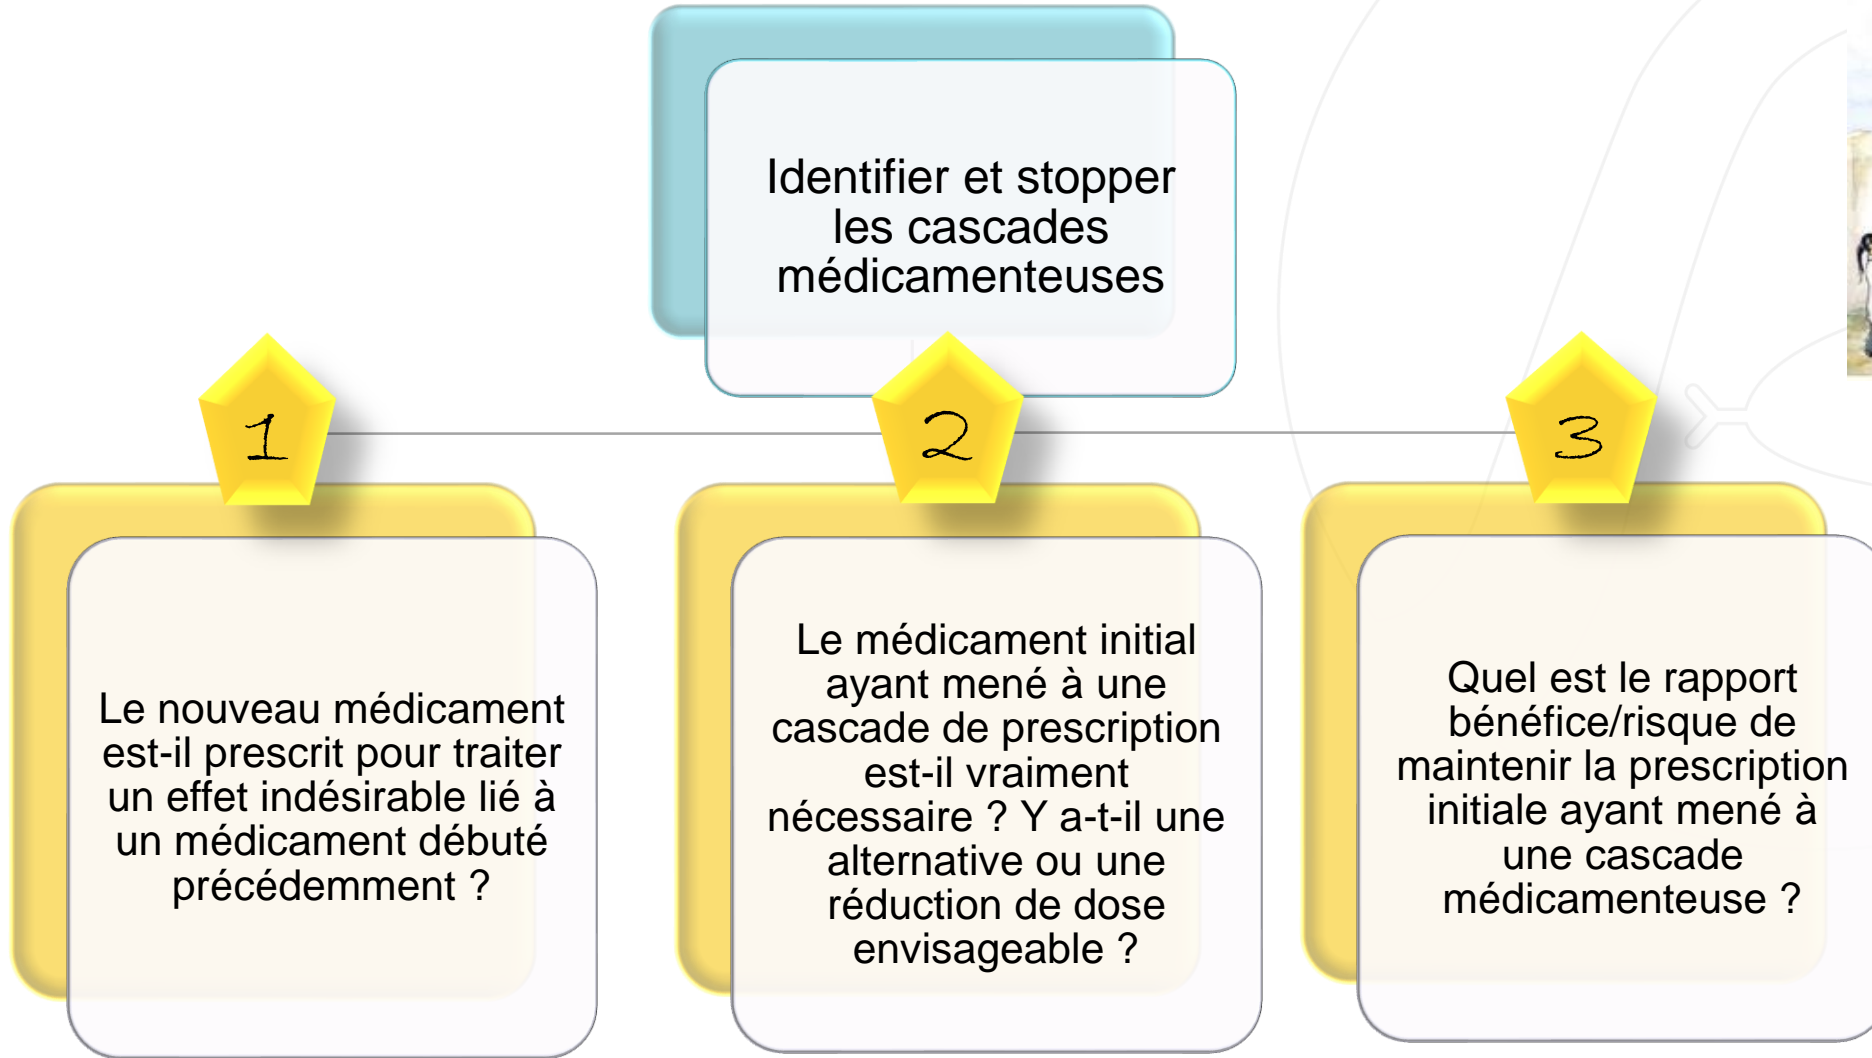 Identifier et stopper
les cascades
médicamenteuses
1
2
3
Le nouveau médicament
est-il prescrit pour traiter
un effet indésirable lié à
un médicament débuté
précédemment ?
Le médicament initial
ayant mené à une
cascade de prescription
est-il vraiment
nécessaire ? Y a-t-il une
alternative ou une
réduction de dose
envisageable ?
Quel est le rapport
bénéfice/risque de
maintenir la prescription
initiale ayant mené à
une cascade
médicamenteuse ?